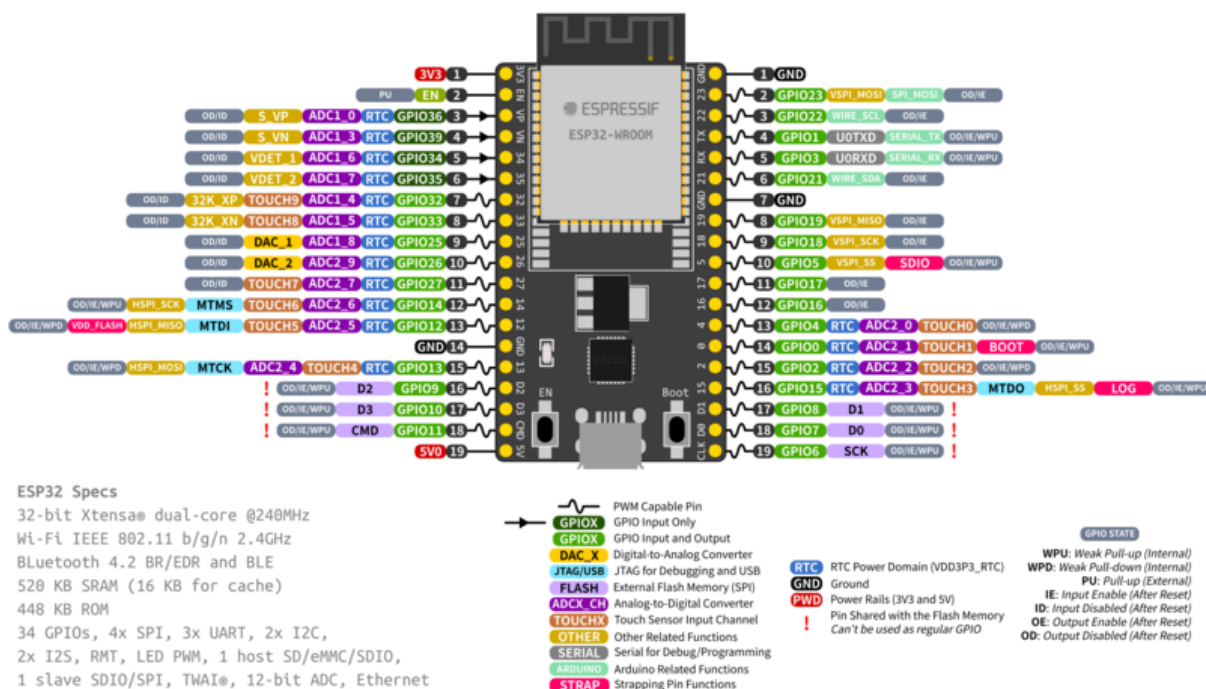 3V3 1 3V3 GND 1 GND
PU EN 2 EN 23 2 GPIO23 VSPI_MOSI SPI_MOSI OD/IE
OD/ID S_VP ADC1_0 RTC GPIO36 3 VP 22 3 GPIO22 WIRE_SCL OD/IE
OD/ID S_VN ADC1_3 RTC GPIO39 4 VN TX 4 GPIO1 U0TXD SERIAL_TX OD/IE/WPU
OD/ID VDET_1 ADC1_6 RTC GPIO34 5 34 RX 5 GPIO3 U0RXD SERIAL_RX OD/IE/WPU
OD/ID VDET_2 ADC1_7 RTC GPIO35 6 35 21 6 GPIO21 WIRE_SDA OD/IE
OD/ID 32K_XP TOUCH9 ADC1_4 RTC GPIO32 7 32 GND 7 GND
OD/ID 32K_XN TOUCH8 ADC1_5 RTC GPIO33 8 33 19 8 GPIO19 VSPI_MISO OD/IE
OD/ID DAC_1 ADC1_8 RTC GPIO25 9 25 18 9 GPIO18 VSPI_SCK OD/IE
OD/ID DAC_2 ADC2_9 RTC GPIO26 10 26 5 10 GPIO5 VSPI_SS SDIO OD/IE/WPU
OD/ID TOUCH7 ADC2_7 RTC GPIO27 11 27 17 11 GPIO17 OD/IE
OD/IE/WPU HSPI_SCK MTMS TOUCH6 ADC2_6 RTC GPIO14 12 14 16 12 GPIO16 OD/IE
OD/IE/WPD VDD_FLASH HSPI_MISO MTDI TOUCH5 ADC2_5 RTC GPIO12 13 12 4 13 GPIO4 RTC ADC2_0 TOUCH0 OD/IE/WPD
GND 14 GND 0 14 GPIO0 RTC ADC2_1 TOUCH1 BOOT OD/IE/WPU
OD/IE/WPD HSPI_MOSI MTCK ADC2_4 TOUCH4 RTC GPIO13 15 13 2 15 GPIO2 RTC ADC2_2 TOUCH2 OD/IE/WPD
! OD/IE/WPU D2 GPIO9 16 D2 15 16 GPIO15 RTC ADC2_3 TOUCH3 MTDO HSPI_SS LOG OD/IE/WPU
! OD/IE/WPU D3 GPIO10 17 D3 D1 17 GPIO8 D1 OD/IE/WPU !
! OD/IE/WPU CMD GPIO11 18 CMD D0 18 GPIO7 D0 OD/IE/WPU !
5V0 19 5V CLK 19 GPIO6 SCK OD/IE/WPU !
ESPRESSIF
ESP32-WROOM
EN Boot
ESP32 Specs
32-bit Xtensa® dual-core @240MHz
Wi-Fi IEEE 802.11 b/g/n 2.4GHz
BLuetooth 4.2 BR/EDR and BLE
520 KB SRAM (16 KB for cache)
448 KB ROM
34 GPIOs, 4x SPI, 3x UART, 2x I2C,
2x I2S, RMT, LED PWM, 1 host SD/eMMC/SDIO,
1 slave SDIO/SPI, TWAI®, 12-bit ADC, Ethernet
PWM Capable Pin
GPIOX GPIO Input Only
GPIOX GPIO Input and Output
DAC_X Digital-to-Analog Converter
JTAG/USB JTAG for Debugging and USB
FLASH External Flash Memory (SPI)
ADCX_CH Analog-to-Digital Converter
TOUCHX Touch Sensor Input Channel
OTHER Other Related Functions
SERIAL Serial for Debug/Programming
ARDUINO Arduino Related Functions
STRAP Strapping Pin Functions
RTC RTC Power Domain (VDD3P3_RTC)
GND Ground
PWD Power Rails (3V3 and 5V)
! Pin Shared with the Flash Memory
Can't be used as regular GPIO
GPIO STATE
WPU: Weak Pull-up (Internal)
WPD: Weak Pull-down (Internal)
PU: Pull-up (External)
IE: Input Enable (After Reset)
ID: Input Disabled (After Reset)
OE: Output Enable (After Reset)
OD: Output Disabled (After Reset)